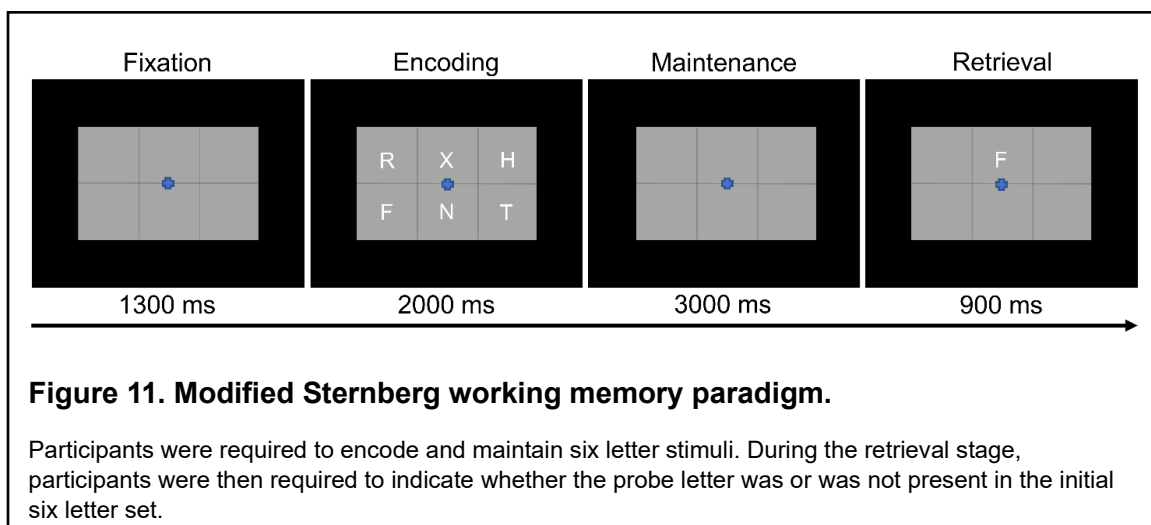 Fixation Encoding Maintenance Retrieval
R X H F
F N T
1300 ms 2000 ms 3000 ms 900 ms
Figure 11. Modified Sternberg working memory paradigm.
Participants were required to encode and maintain six letter stimuli. During the retrieval stage,
participants were then required to indicate whether the probe letter was or was not present in the initial
six letter set.